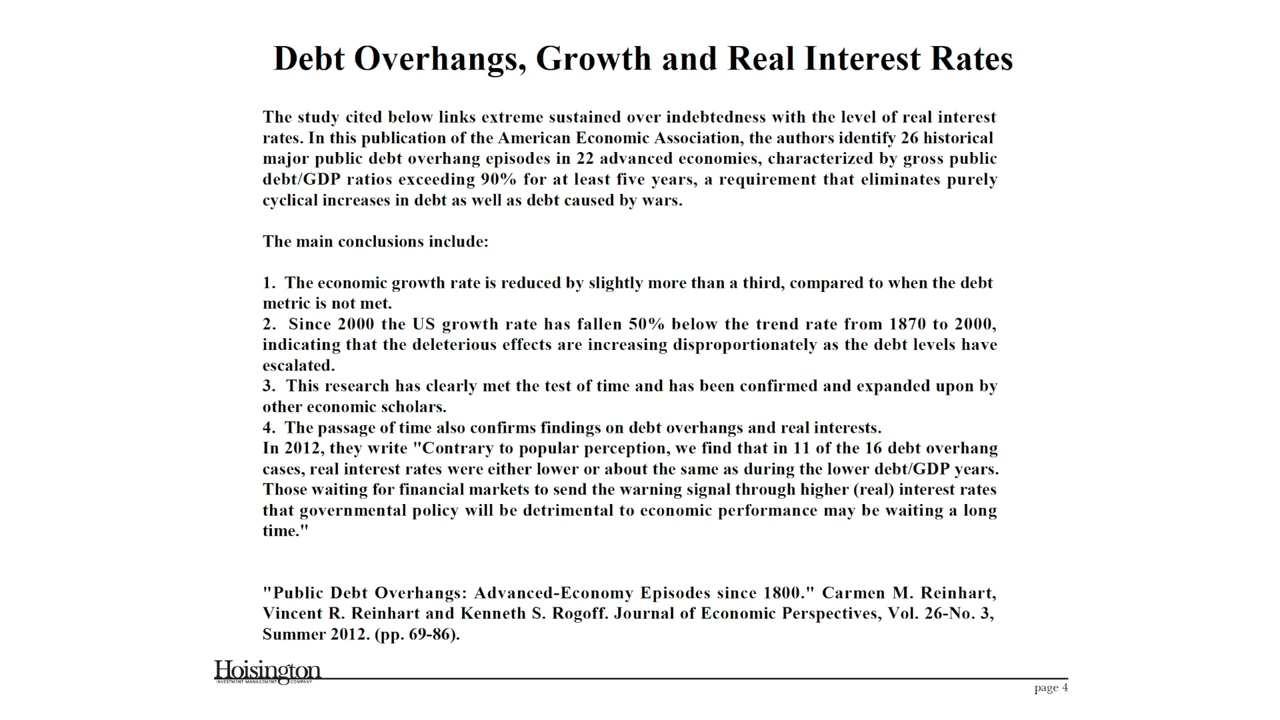 Debt Overhangs, Growth and Real Interest Rates
The study cited below links extreme sustained over indebtedness with the level of real interest
rates. In this publication of the American Economic Association, the authors identify 26 historical
major public debt overhang episodes in 22 advanced economies, characterized by gross public
debt/GDP ratios exceeding 90% for at least five years, a requirement that eliminates purely
cyclical increases in debt as well as debt caused by wars.
The main conclusions include:
1. The economic growth rate is reduced by slightly more than a third, compared to when the debt
metric is not met.
2. Since 2000 the US growth rate has fallen 50% below the trend rate from 1870 to 2000,
indicating that the deleterious effects are increasing disproportionately as the debt levels have
escalated.
3. This research has clearly met the test of time and has been confirmed and expanded upon by
other economic scholars.
4. The passage of time also confirms findings on debt overhangs and real interests.
In 2012, they write "Contrary to popular perception, we find that in 11 of the 16 debt overhang
cases, real interest rates were either lower or about the same as during the lower debt/GDP years.
Those waiting for financial markets to send the warning signal through higher (real) interest rates
that governmental policy will be detrimental to economic performance may be waiting a long
time."
"Public Debt Overhangs: Advanced-Economy Episodes since 1800." Carmen M. Reinhart,
Vincent R. Reinhart and Kenneth S. Rogoff. Journal of Economic Perspectives, Vol. 26-No. 3,
Summer 2012. (pp. 69-86).
Hoisington
INVESTMENT MANAGEMENT COMPANY
page 4